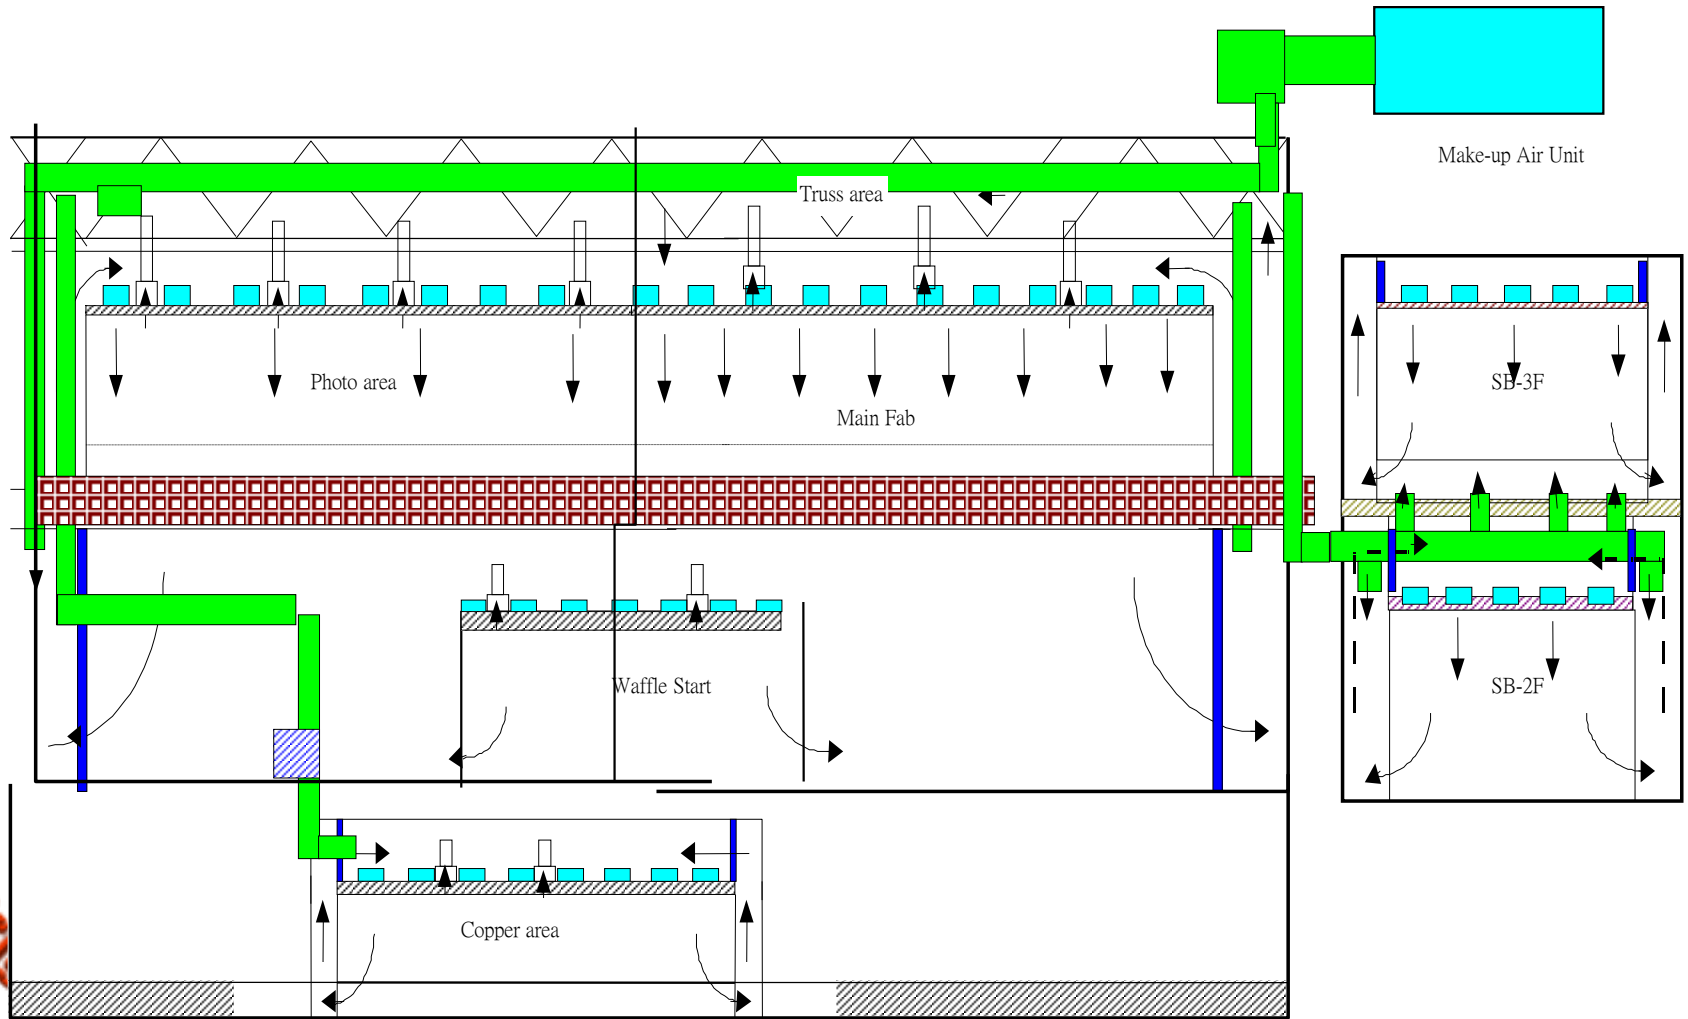 Make-up Air Unit
Truss area
Photo area
SB-3F
Main Fab
Waffle Start
SB-2F
Copper area